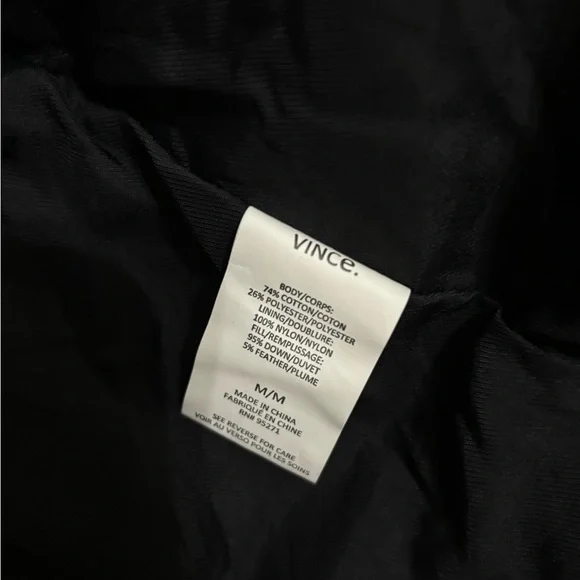 VINCe.
BODY/CORPS:
74% COTTON/COTON
26% POLYESTER/POLYESTER
LINING/DOUBLURE:
100% NYLON/NYLON
FILL/REMPLISSAGE:
95% DOWN/DUVET
5% FEATHER/PLUME
M/M
MADE IN CHINA
FABRIQUÉ EN CHINE
RN# 95271
SEE REVERSE FOR CARE
VOIR AU VERSO POUR LES SOINS